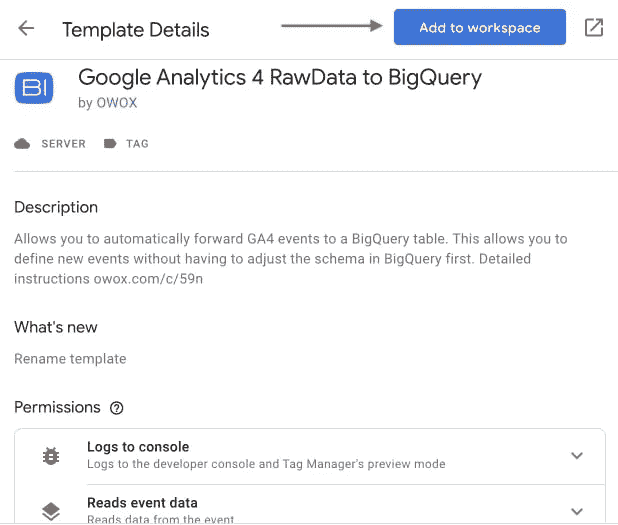 Template Details
Add to workspace
BI
Google Analytics 4 RawData to BigQuery
by OWOX
SERVER
TAG
Description
Allows you to automatically forward GA4 events to a BigQuery table. This allows you to
define new events without having to adjust the schema in BigQuery first. Detailed
instructions owox.com/c/59n
What's new
Rename template
Permissions
Logs to console
Logs to the developer console and Tag Manager's preview mode
Reads event data
Reads data from the event